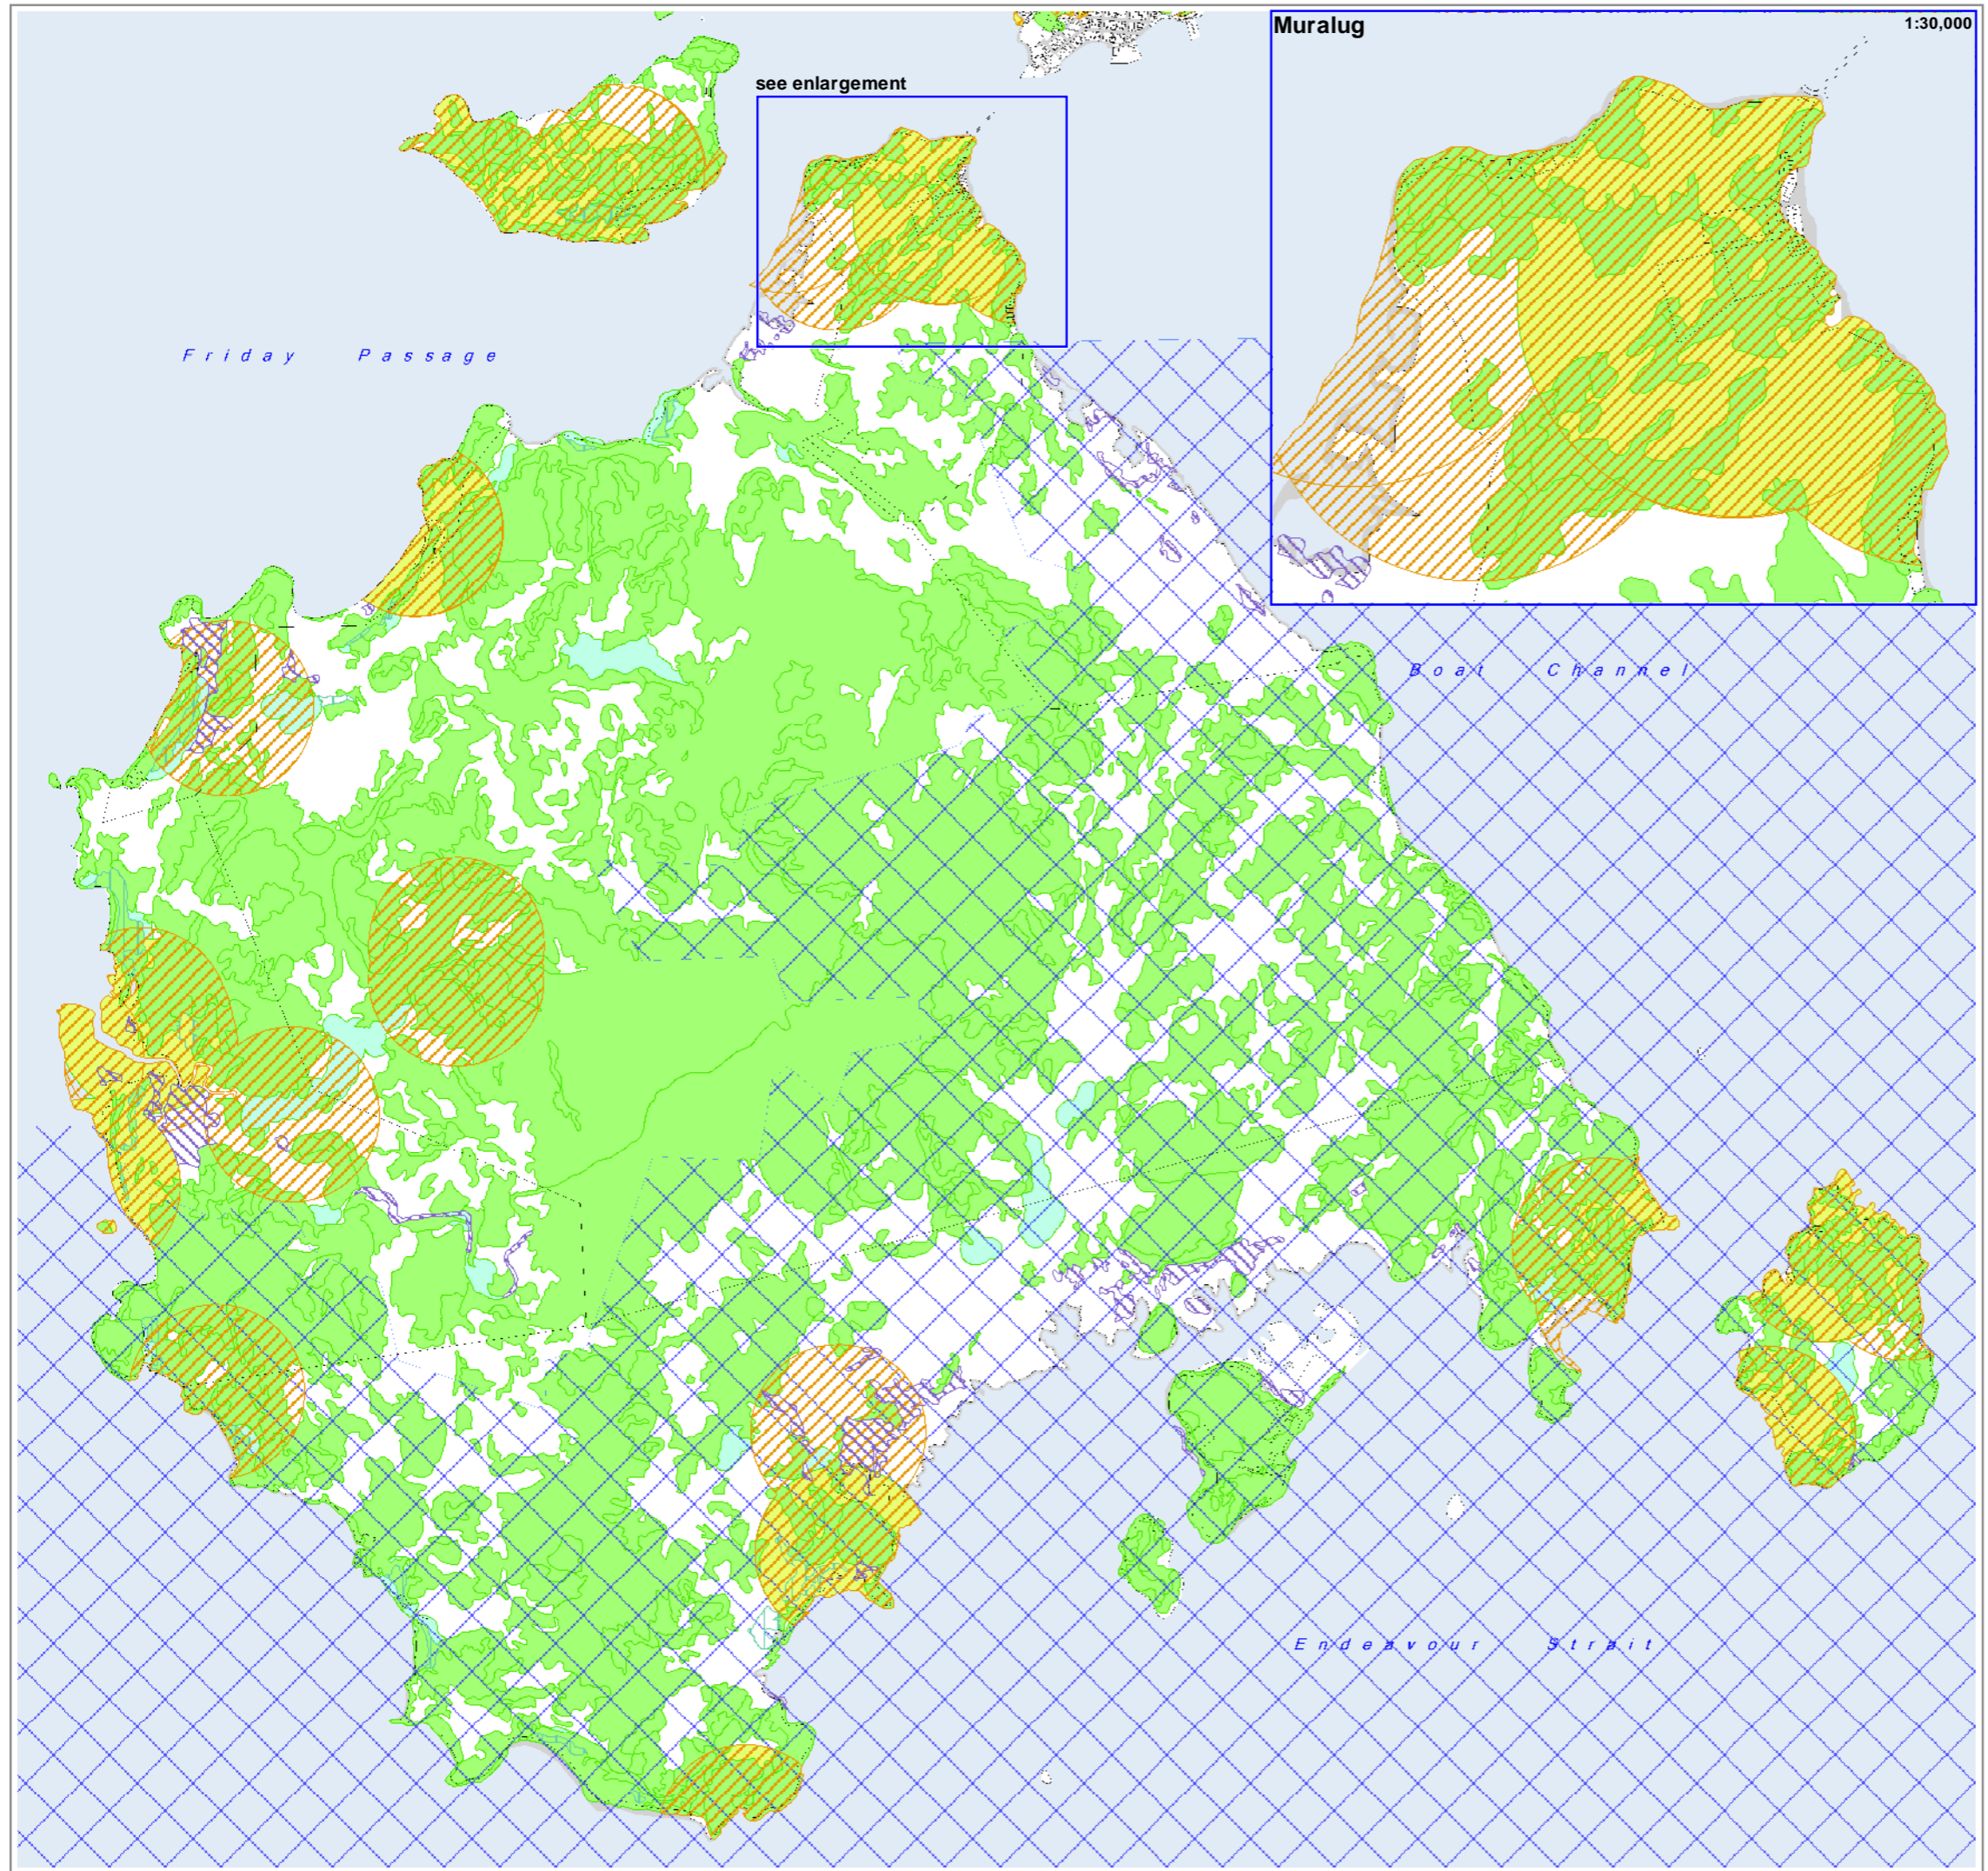 Muralug
1:30,000
see enlargement
Friday Passage
Boat Channel
Endeavour Strait